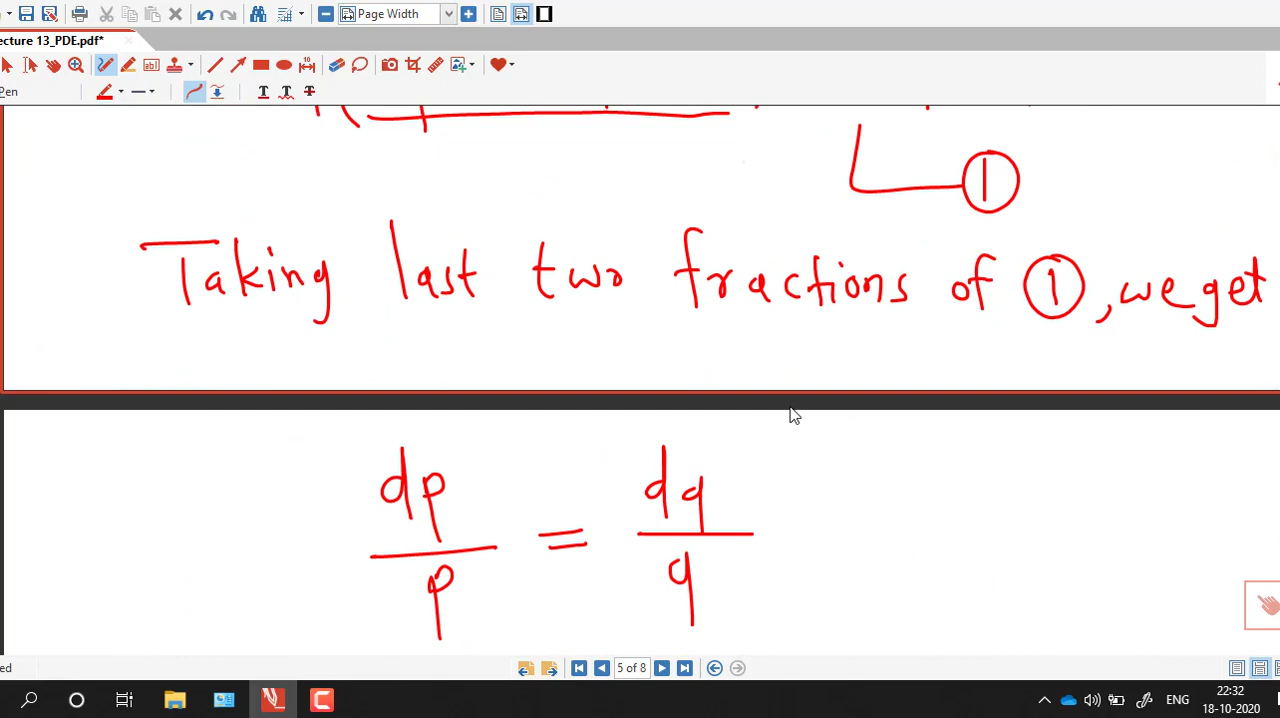 Page Width
ecture 13_PDE.pdf*
Pen
1
Taking last two fractions of 1, we get
dp/p = dq/q
5 of 8
ed
ENG
22:32
18-10-2020